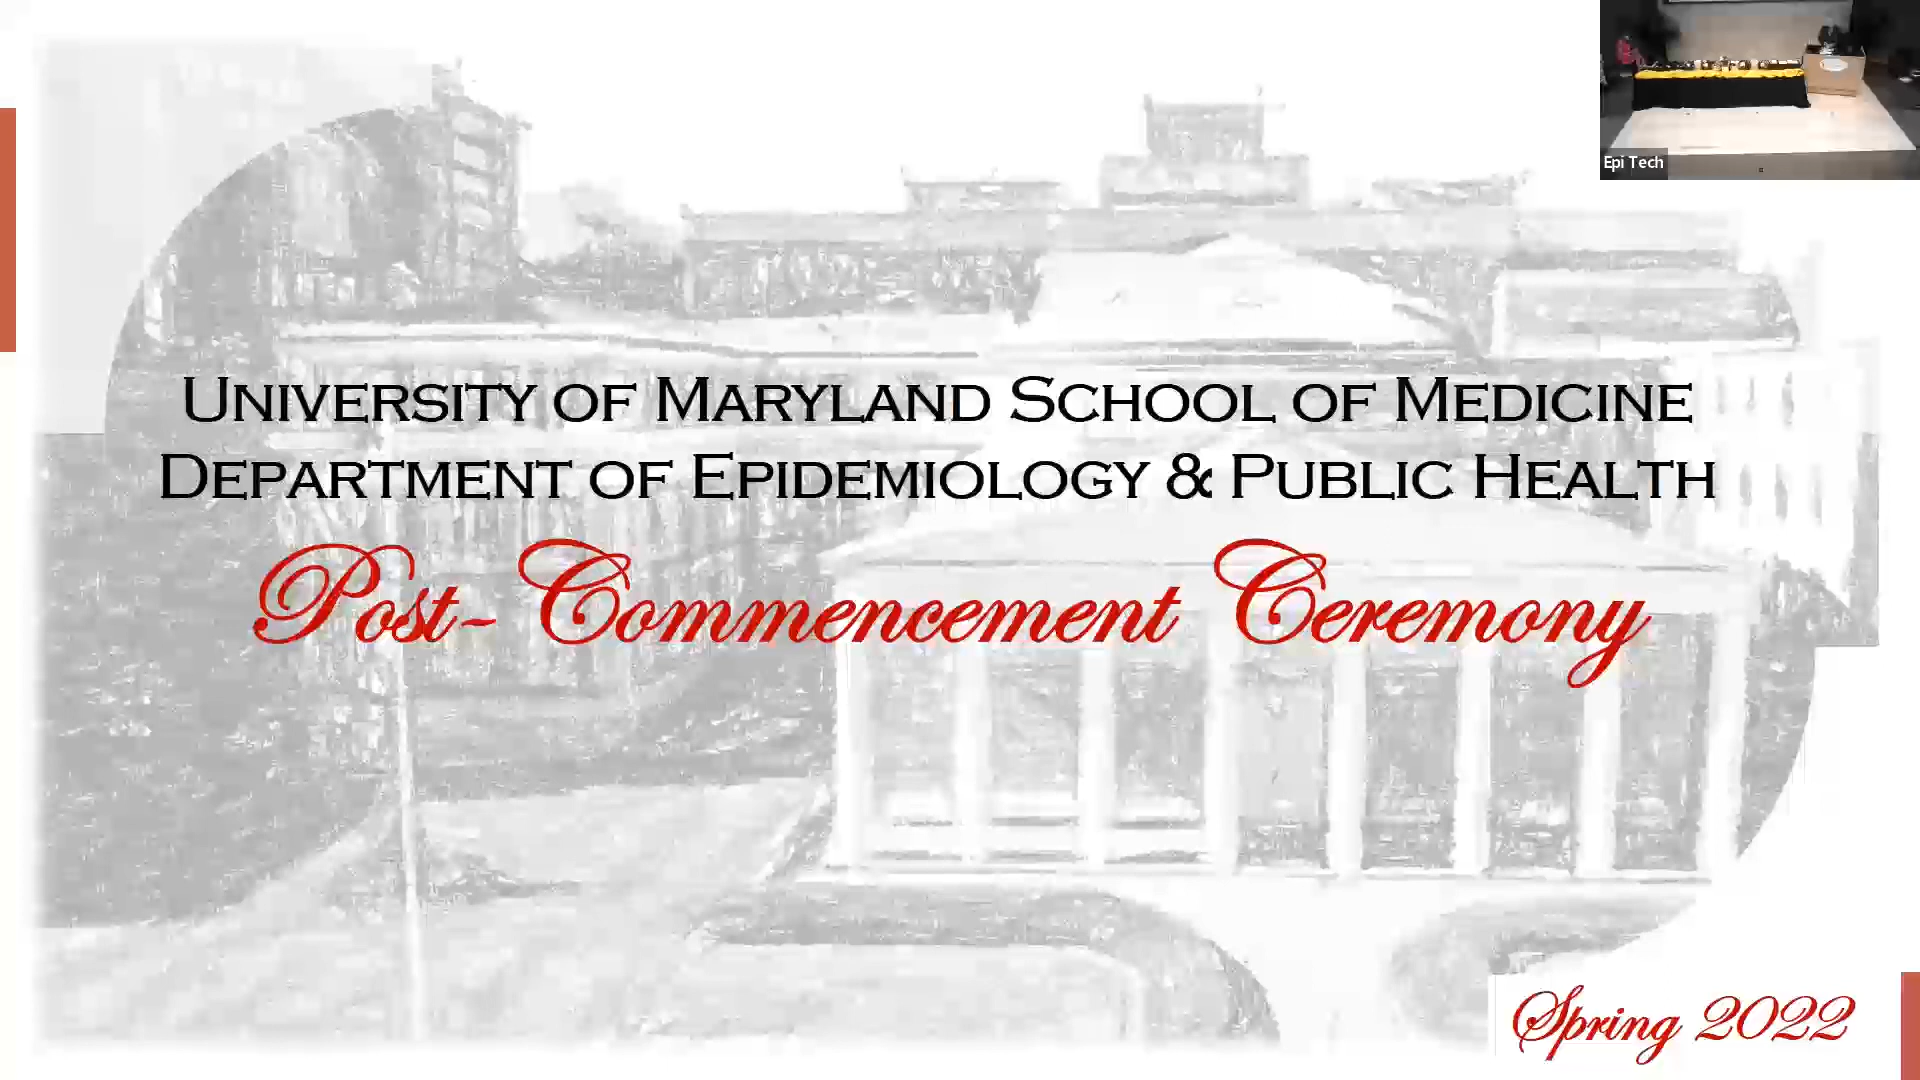 University of Maryland School of Medicine
Department of Epidemiology & Public Health
Post-Commencement Ceremony
Spring 2022
Epi Tech